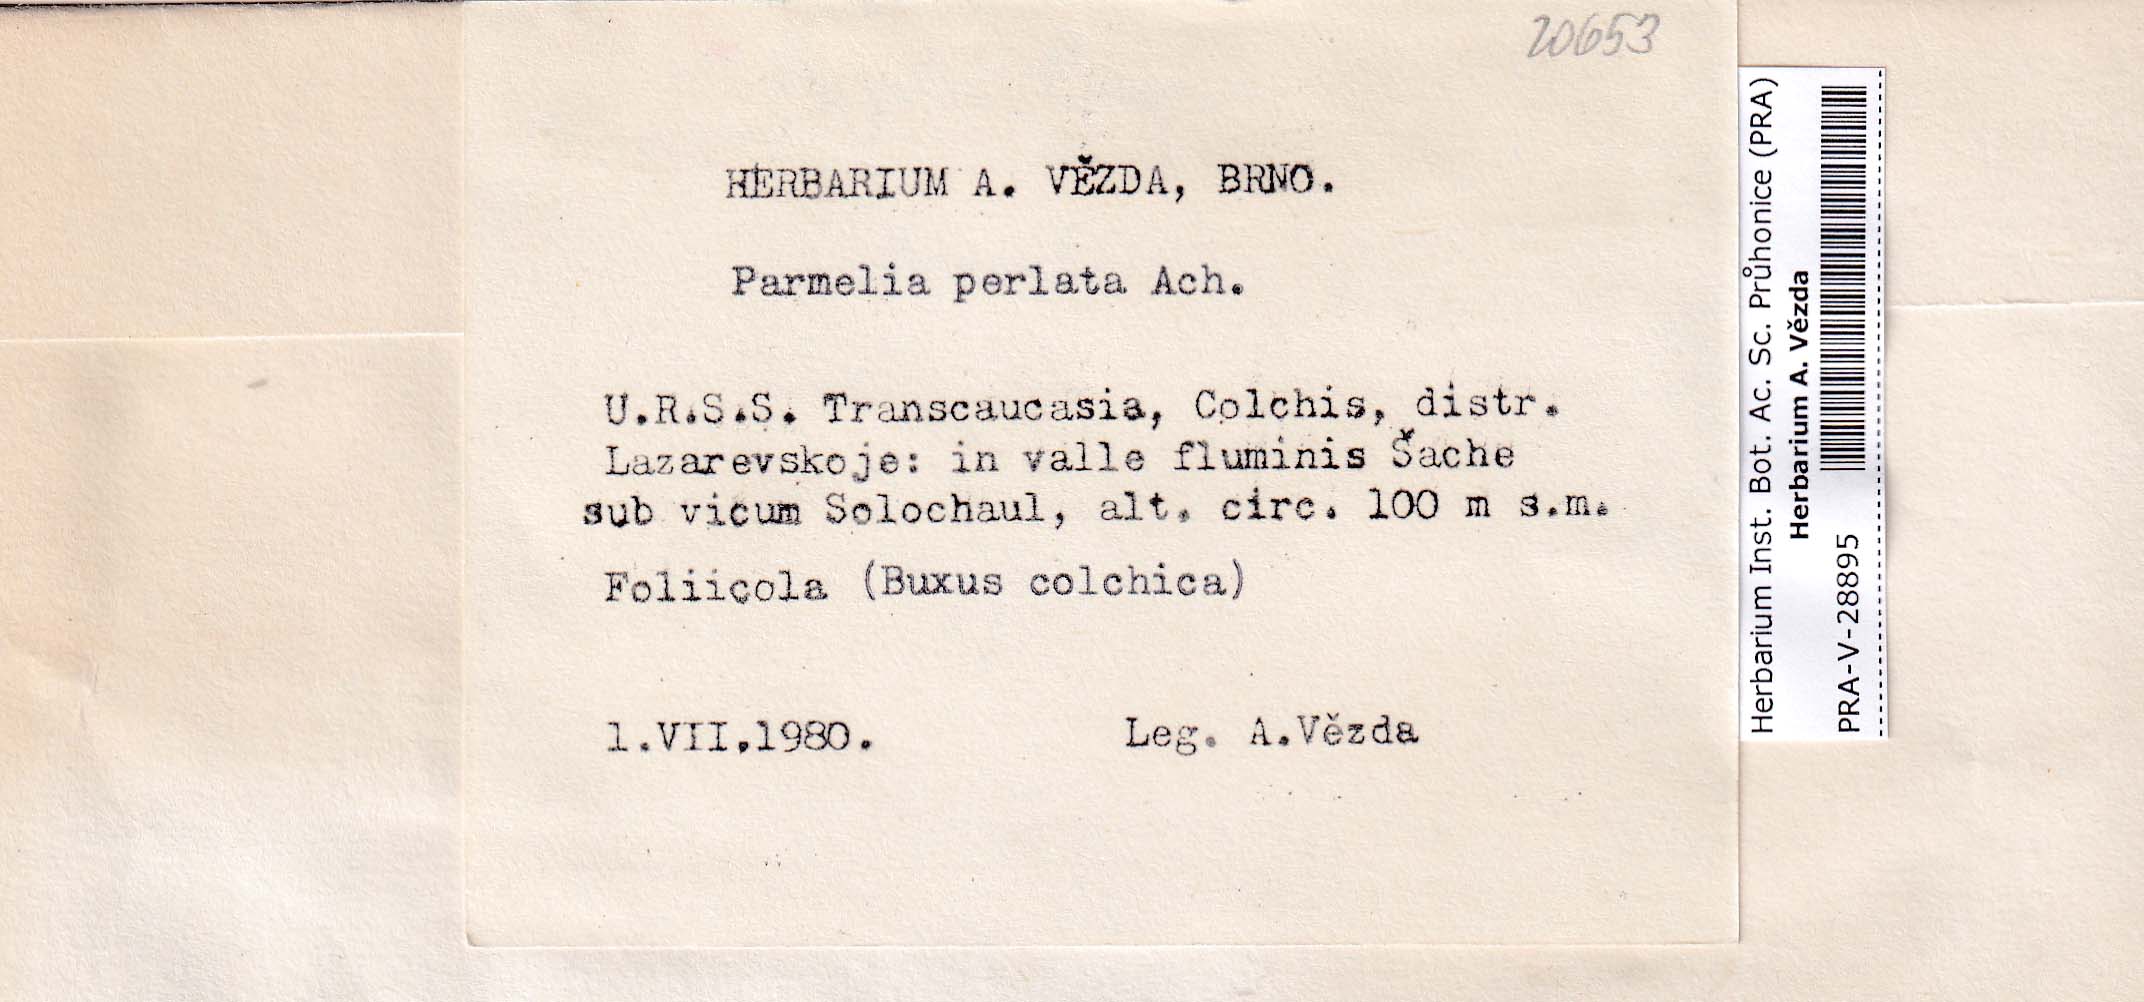 20653
HERBARIUM A. VĚZDA, BRNO.
Parmelia perlata Ach.
U.R.S.S. Transcaucasia, Colchis, distr.
Lazarevskoje: in valle fluminis Šache
sub vicum Solochaul, alt. circ. 100 m s.m.
Foliicola (Buxus colchica)
1.VII.1980. Leg. A.Vězda
Herbarium Inst. Bot. Ac. Sc. Průhonice (PRA)
Herbarium A. Vězda
PRA-V-28895